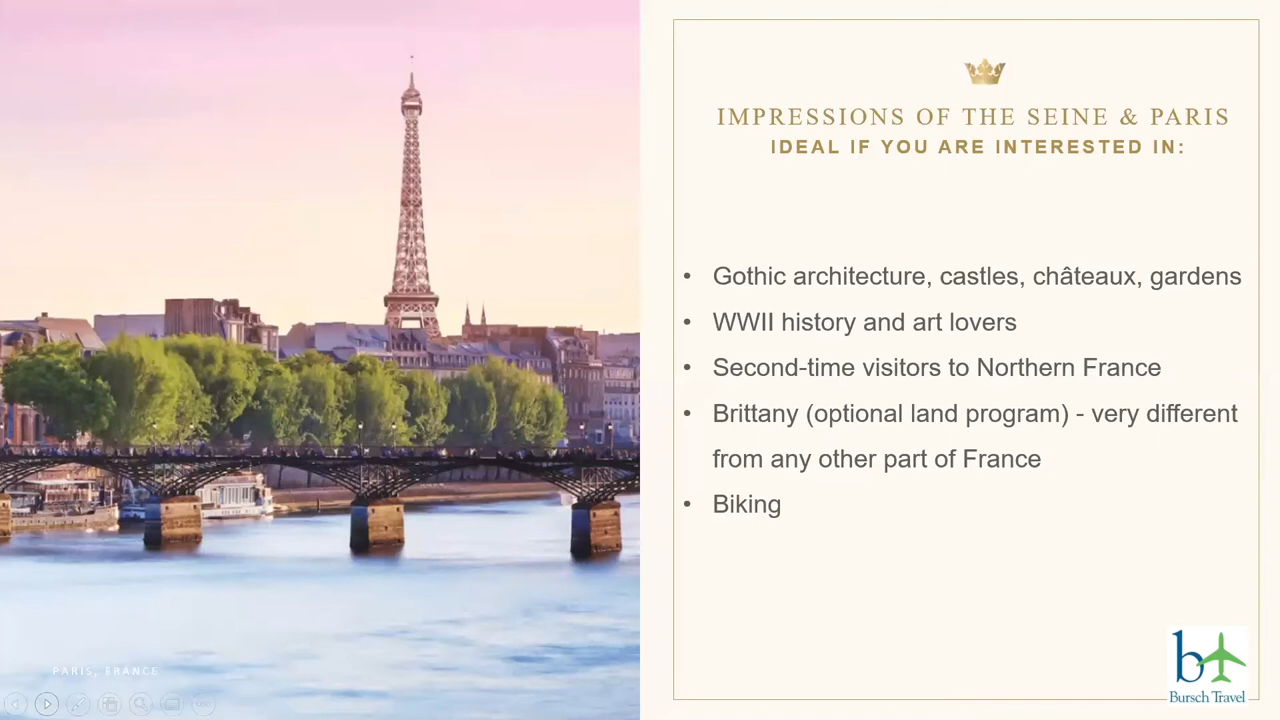 IMPRESSIONS OF THE SEINE & PARIS
IDEAL IF YOU ARE INTERESTED IN:
• Gothic architecture, castles, châteaux, gardens
• WWII history and art lovers
• Second-time visitors to Northern France
• Brittany (optional land program) - very different
from any other part of France
• Biking
PARIS, FRANCE
b
Bursch Travel